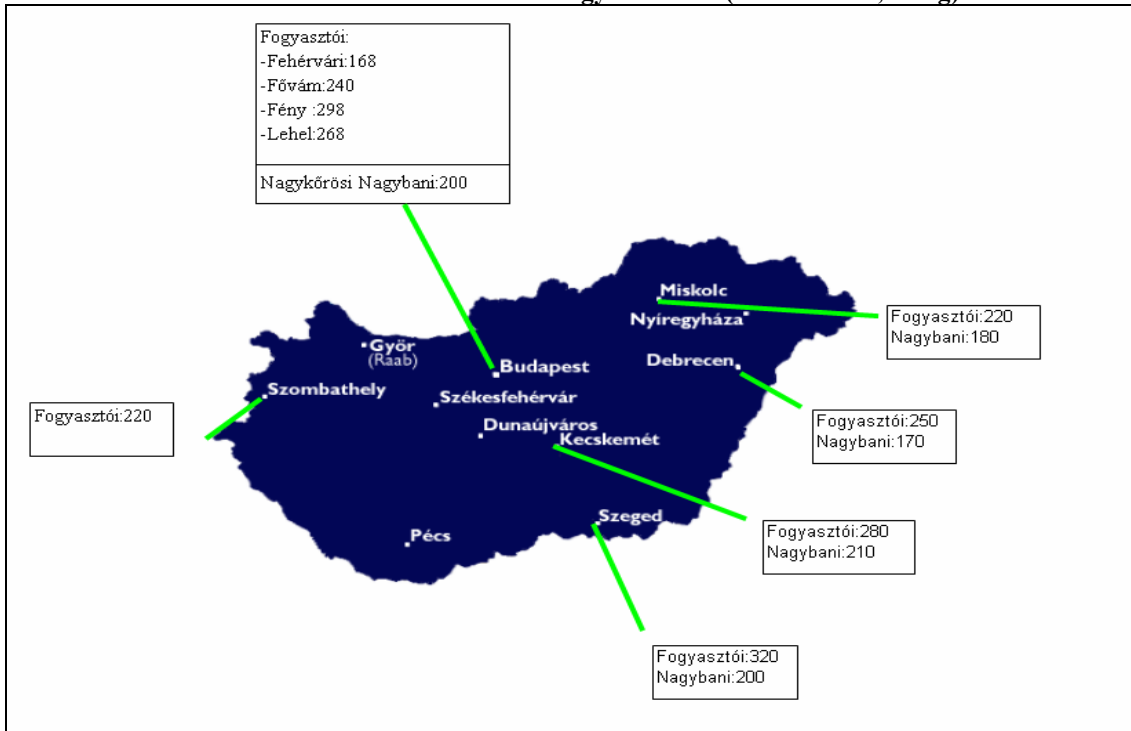 Fogyasztói:
-Fehérvári:168
-Fővám:240
-Fény :298
-Lehel:268
Nagykőrösi Nagybani:200
Miskolc
Nyíregyháza
Fogyasztói:220
Nagybani:180
Győr
(Raab)
Budapest
Debrecen
Szombathely
Székesfehérvár
Fogyasztói:220
Dunaújváros
Kecskemét
Fogyasztói:250
Nagybani:170
Szeged
Pécs
Fogyasztói:280
Nagybani:210
Fogyasztói:320
Nagybani:200